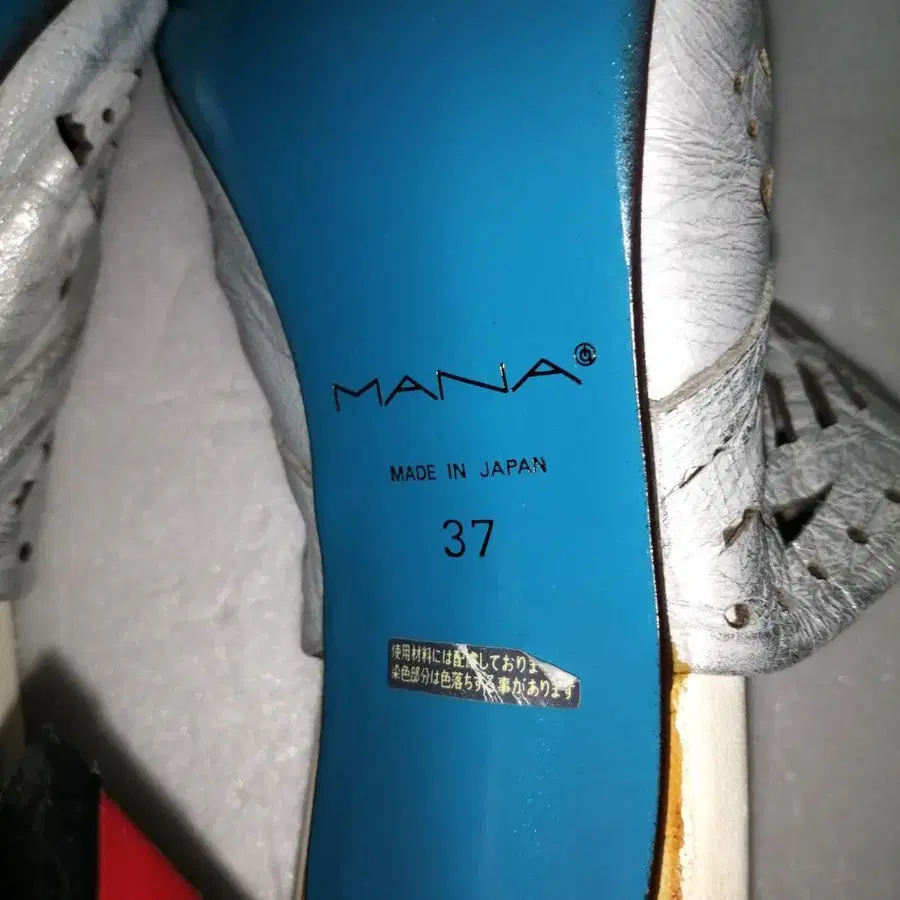 MANA
MADE IN JAPAN
37
使用材料には配慮しておりま
染色部分は色落ちする事があります